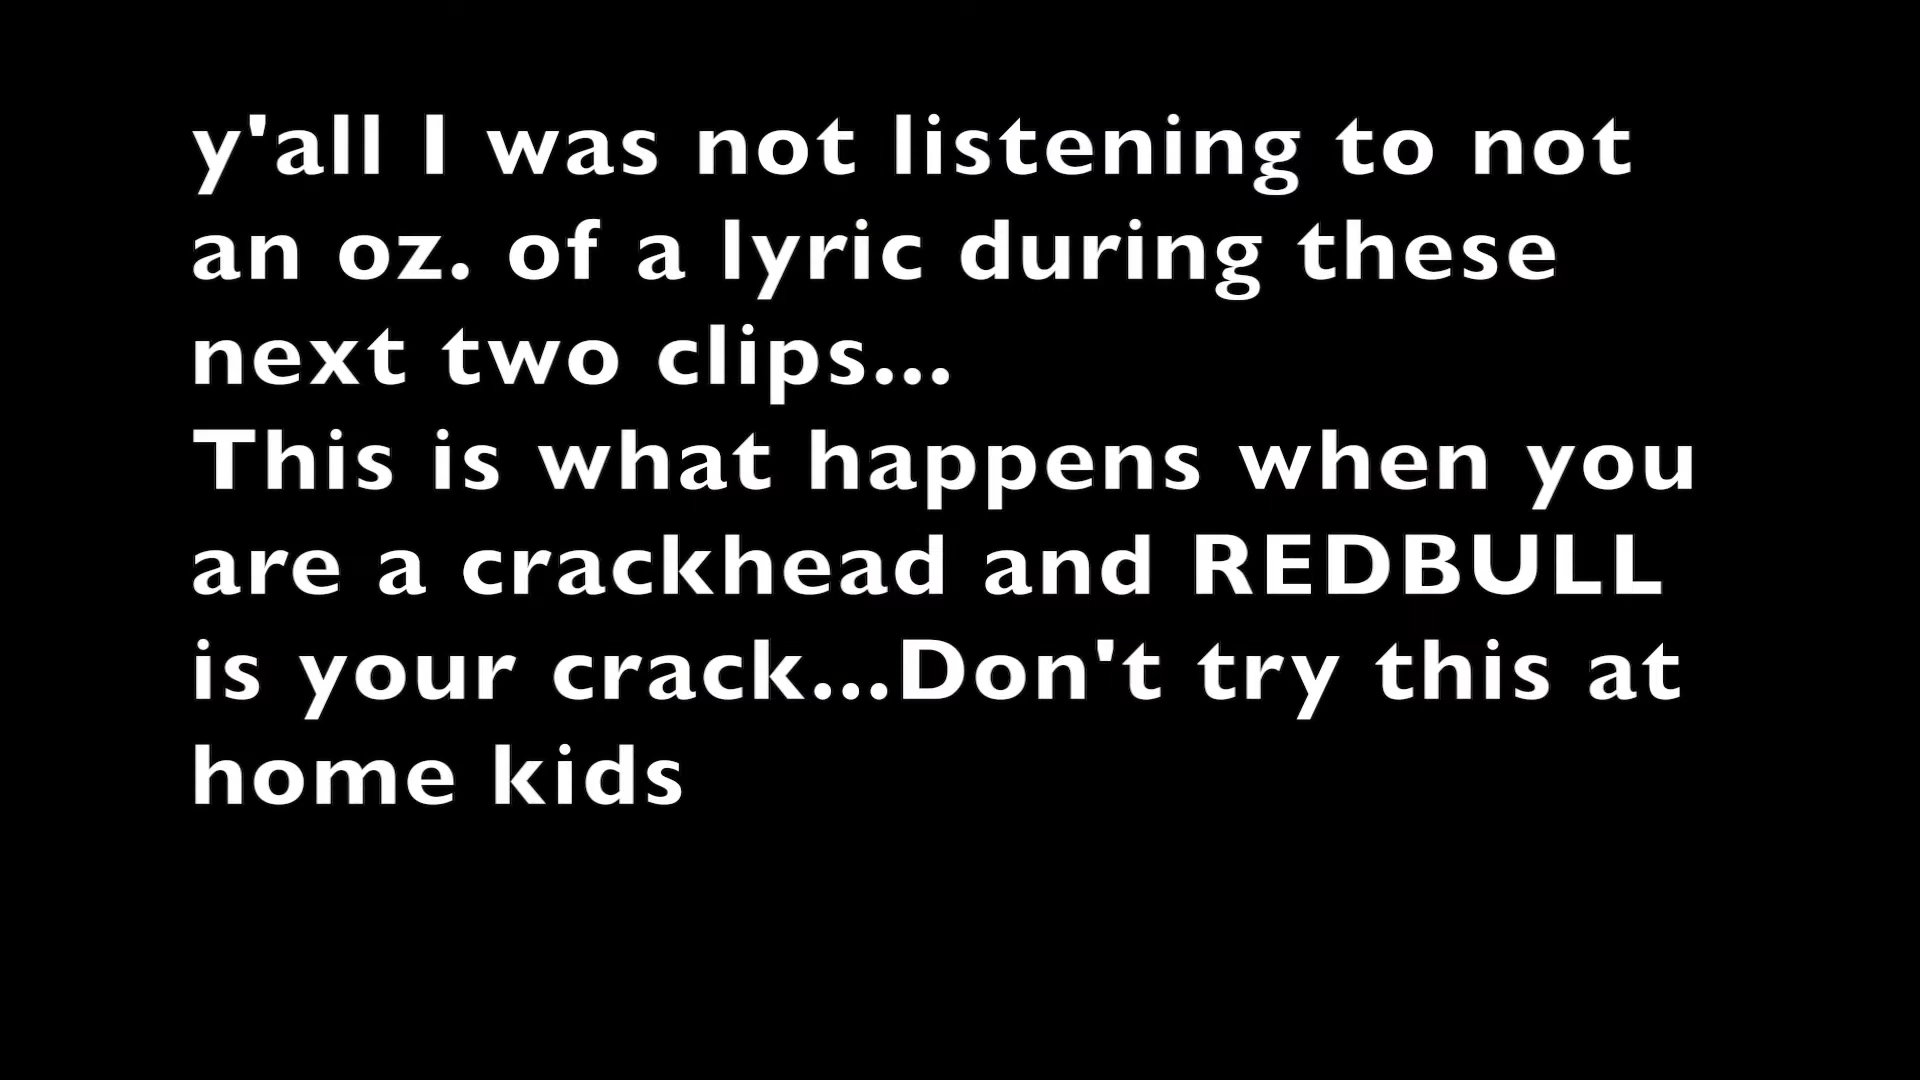 y'all I was not listening to not
an oz. of a lyric during these
next two clips...
This is what happens when you
are a crackhead and REDBULL
is your crack...Don't try this at
home kids